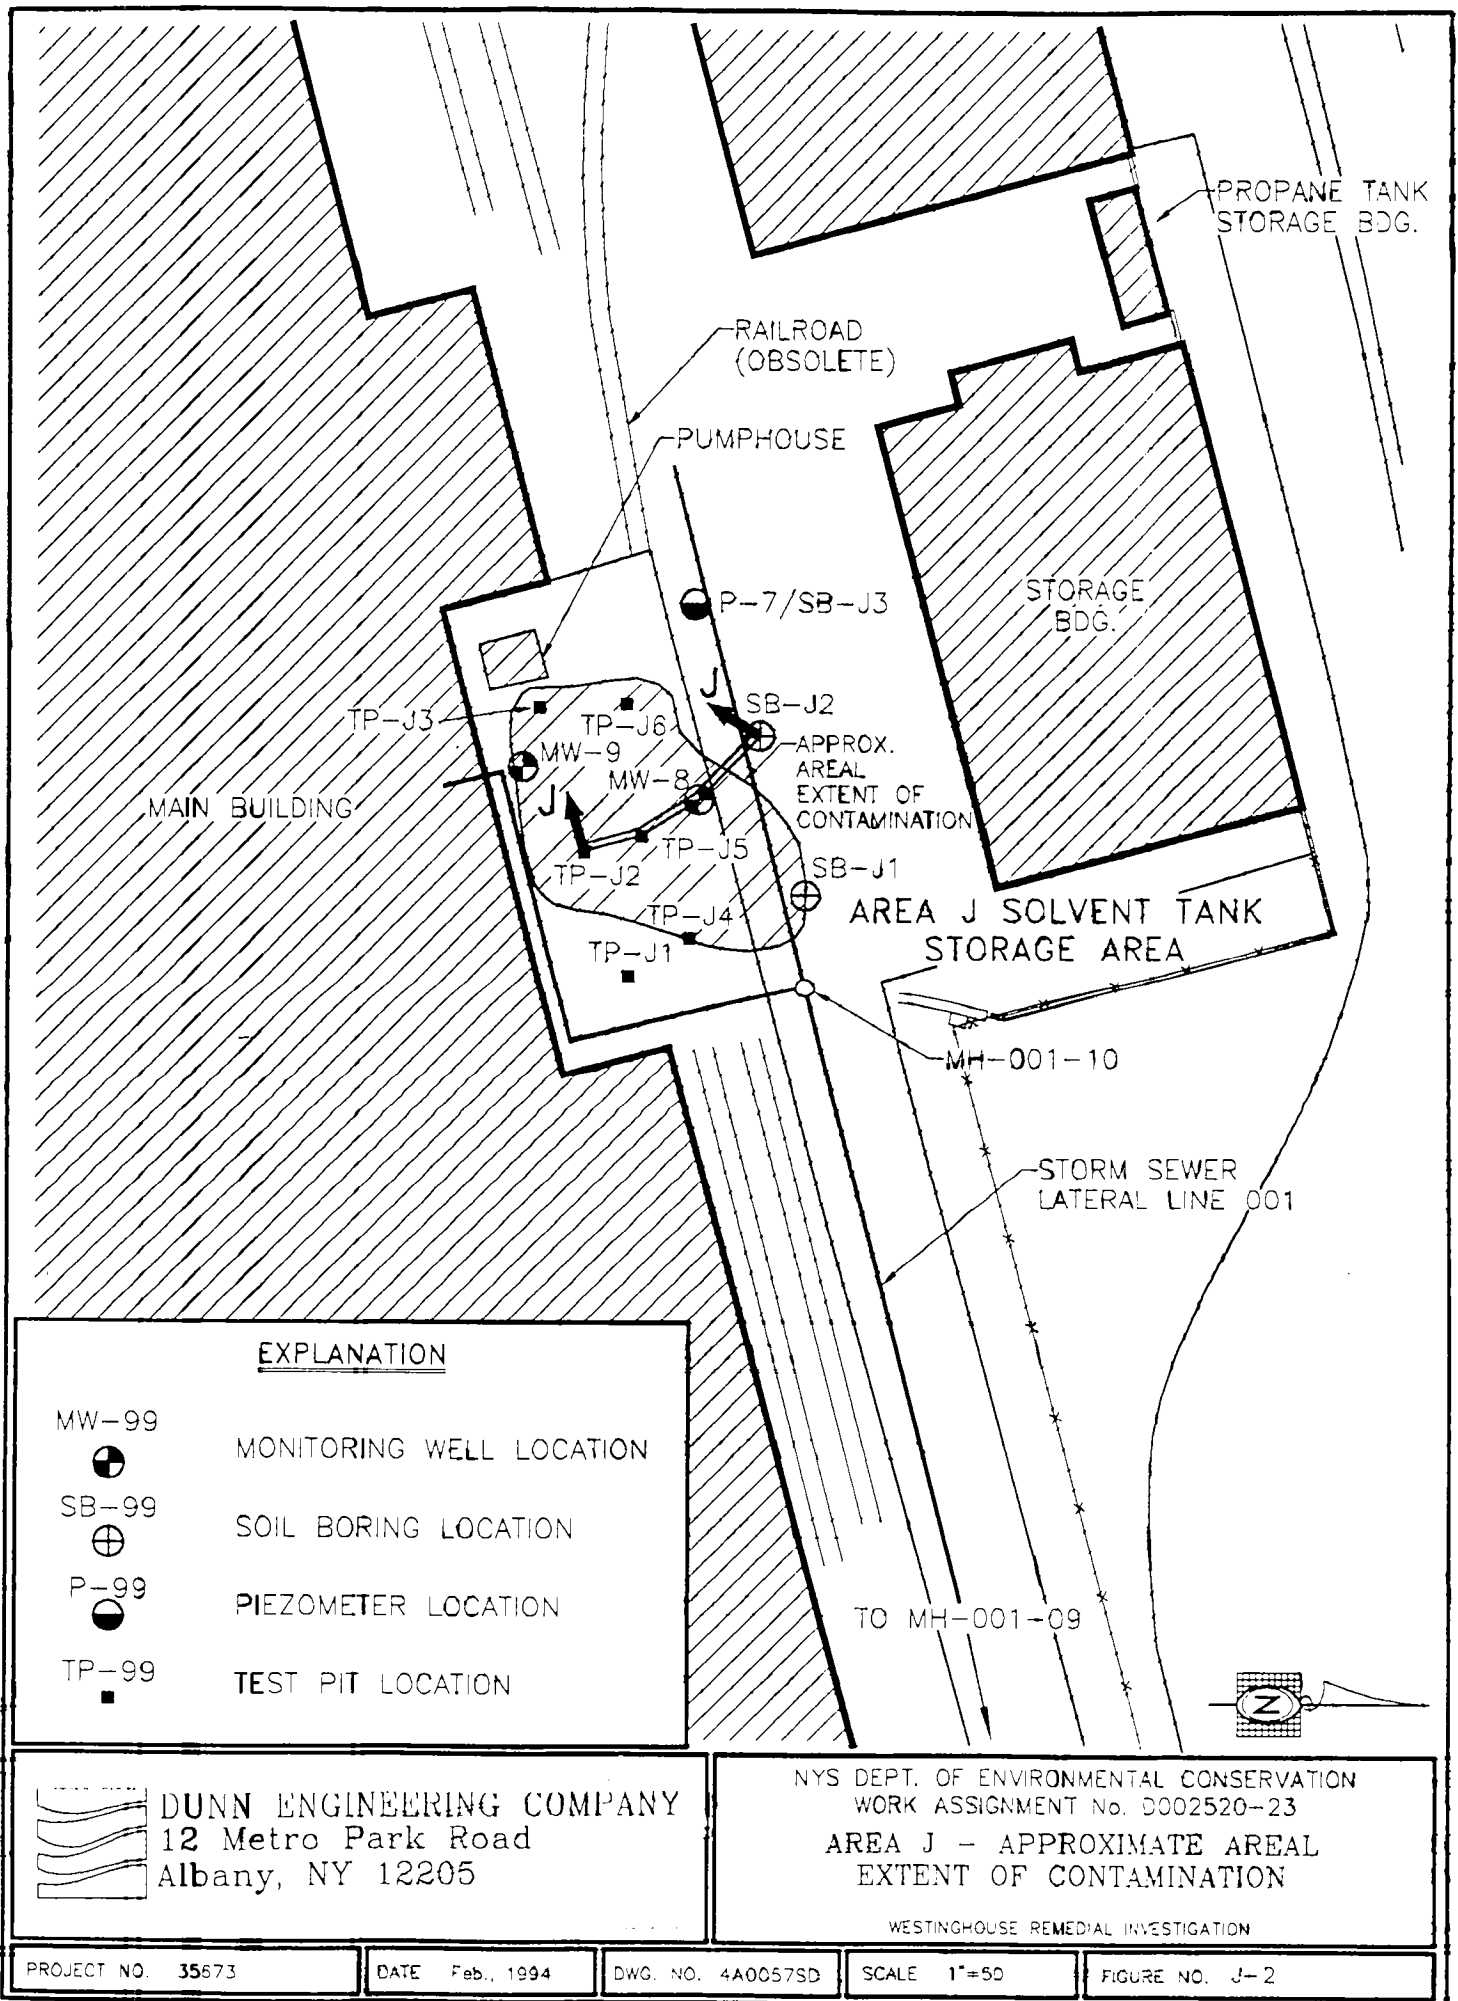 PROPANE TANK
STORAGE BDG.
RAILROAD
(OBSOLETE)
PUMPHOUSE
STORAGE
BDG.
P-7/SB-J3
J
SB-J2
TP-J3
TP-J6
MW-9
APPROX.
AREAL
EXTENT OF
CONTAMINATION
MW-8
J
MAIN BUILDING
TP-J5
TP-J2
SB-J1
TP-J4
TP-J1
AREA J SOLVENT TANK
STORAGE AREA
MH-001-10
STORM SEWER
LATERAL LINE 001
TO MH-001-09
EXPLANATION
MW-99
MONITORING WELL LOCATION
SB-99
SOIL BORING LOCATION
P-99
PIEZOMETER LOCATION
TP-99
TEST PIT LOCATION
N
DUNN ENGINEERING COMPANY
12 Metro Park Road
Albany, NY 12205
NYS DEPT. OF ENVIRONMENTAL CONSERVATION
WORK ASSIGNMENT No. D002520-23
AREA J - APPROXIMATE AREAL
EXTENT OF CONTAMINATION
WESTINGHOUSE REMEDIAL INVESTIGATION
PROJECT NO. 35673
DATE Feb., 1994
DWG. NO. 4A0057SD
SCALE 1"=50
FIGURE NO. J-2